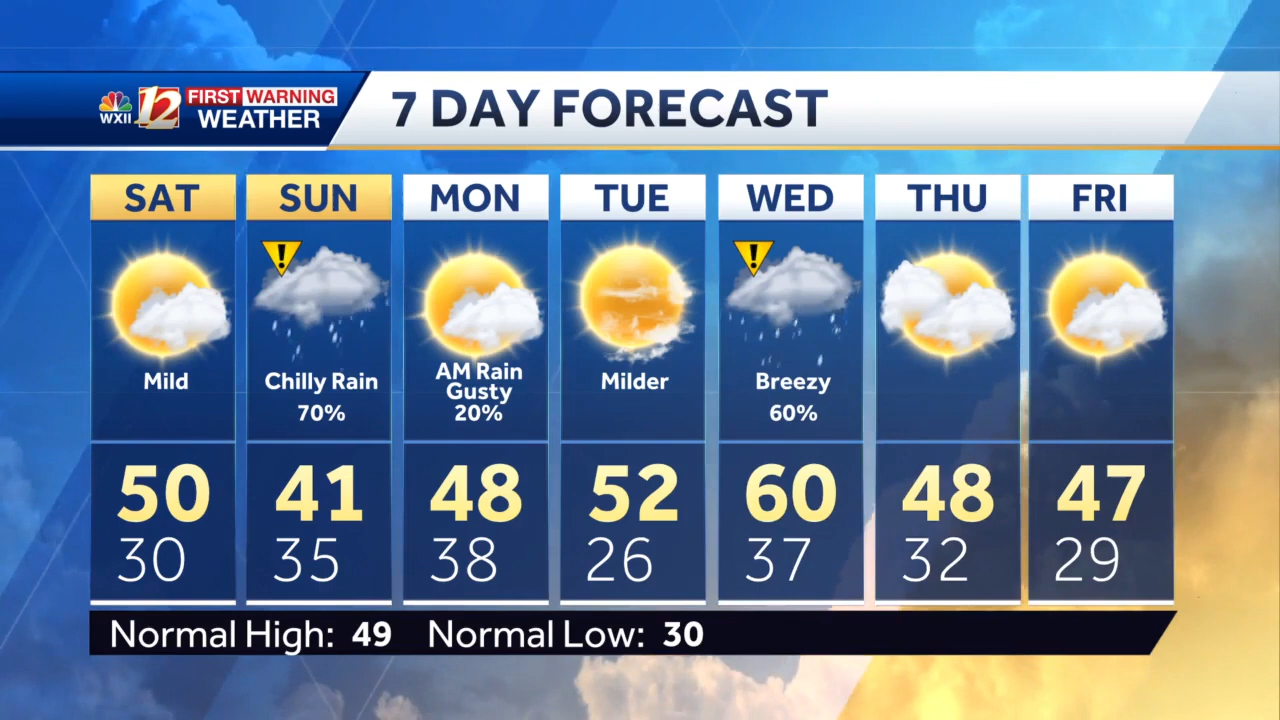 WXII 12 FIRST WARNING
WEATHER
7 DAY FORECAST
SAT
Mild
50
30
SUN
!
Chilly Rain
70%
41
35
MON
AM Rain
Gusty
20%
48
38
TUE
Milder
52
26
WED
!
Breezy
60%
60
37
THU
48
32
FRI
47
29
Normal High: 49 Normal Low: 30